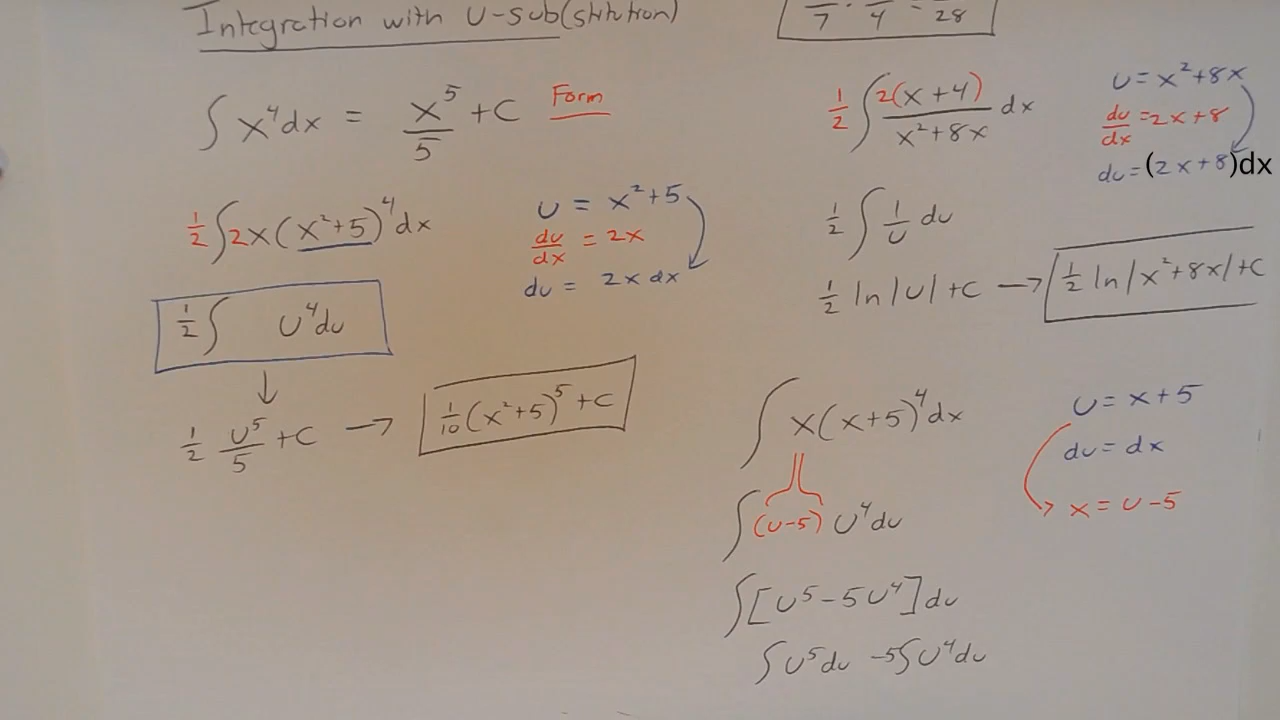 Integration with U-sub(stitution)
7 · 4 = 28
∫ x⁴dx = x⁵/5 + C Form
1/2 ∫ 2x(x²+5)⁴dx
u = x²+5
du/dx = 2x
du = 2x dx
1/2 ∫ u⁴du
↓
1/2 u⁵/5 + C → 1/10 (x²+5)⁵ + C
1/2 ∫ 2(x+4)/(x²+8x) dx
u = x²+8x
du/dx = 2x+8
du = (2x+8)dx
1/2 ∫ 1/u du
1/2 ln|u| + C → 1/2 ln|x²+8x| + C
∫ x(x+5)⁴dx
u = x+5
du = dx
x = u-5
∫ (u-5) u⁴du
∫[u⁵-5u⁴]du
∫u⁵du -5∫u⁴du